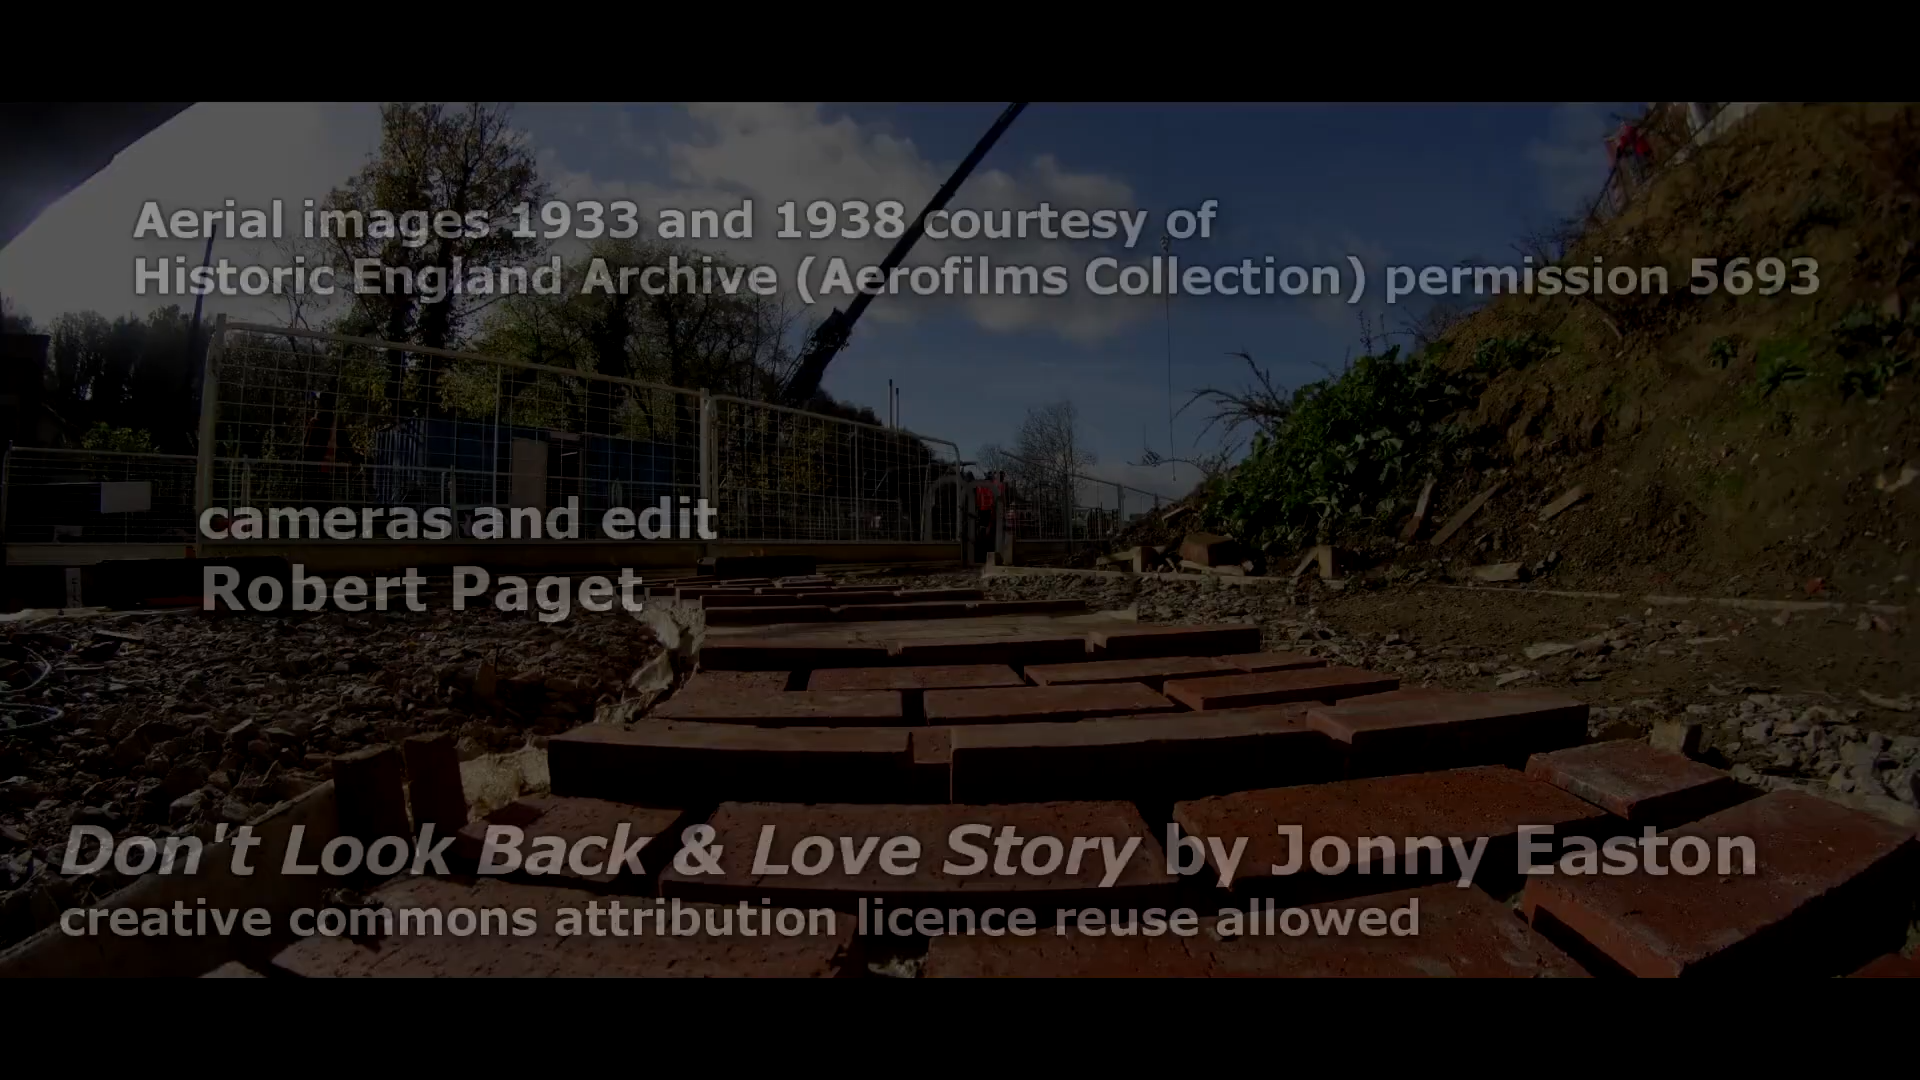 Aerial images 1933 and 1938 courtesy of
Historic England Archive (Aerofilms Collection) permission 5693
cameras and edit
Robert Paget
Don't Look Back & Love Story by Jonny Easton
creative commons attribution licence reuse allowed